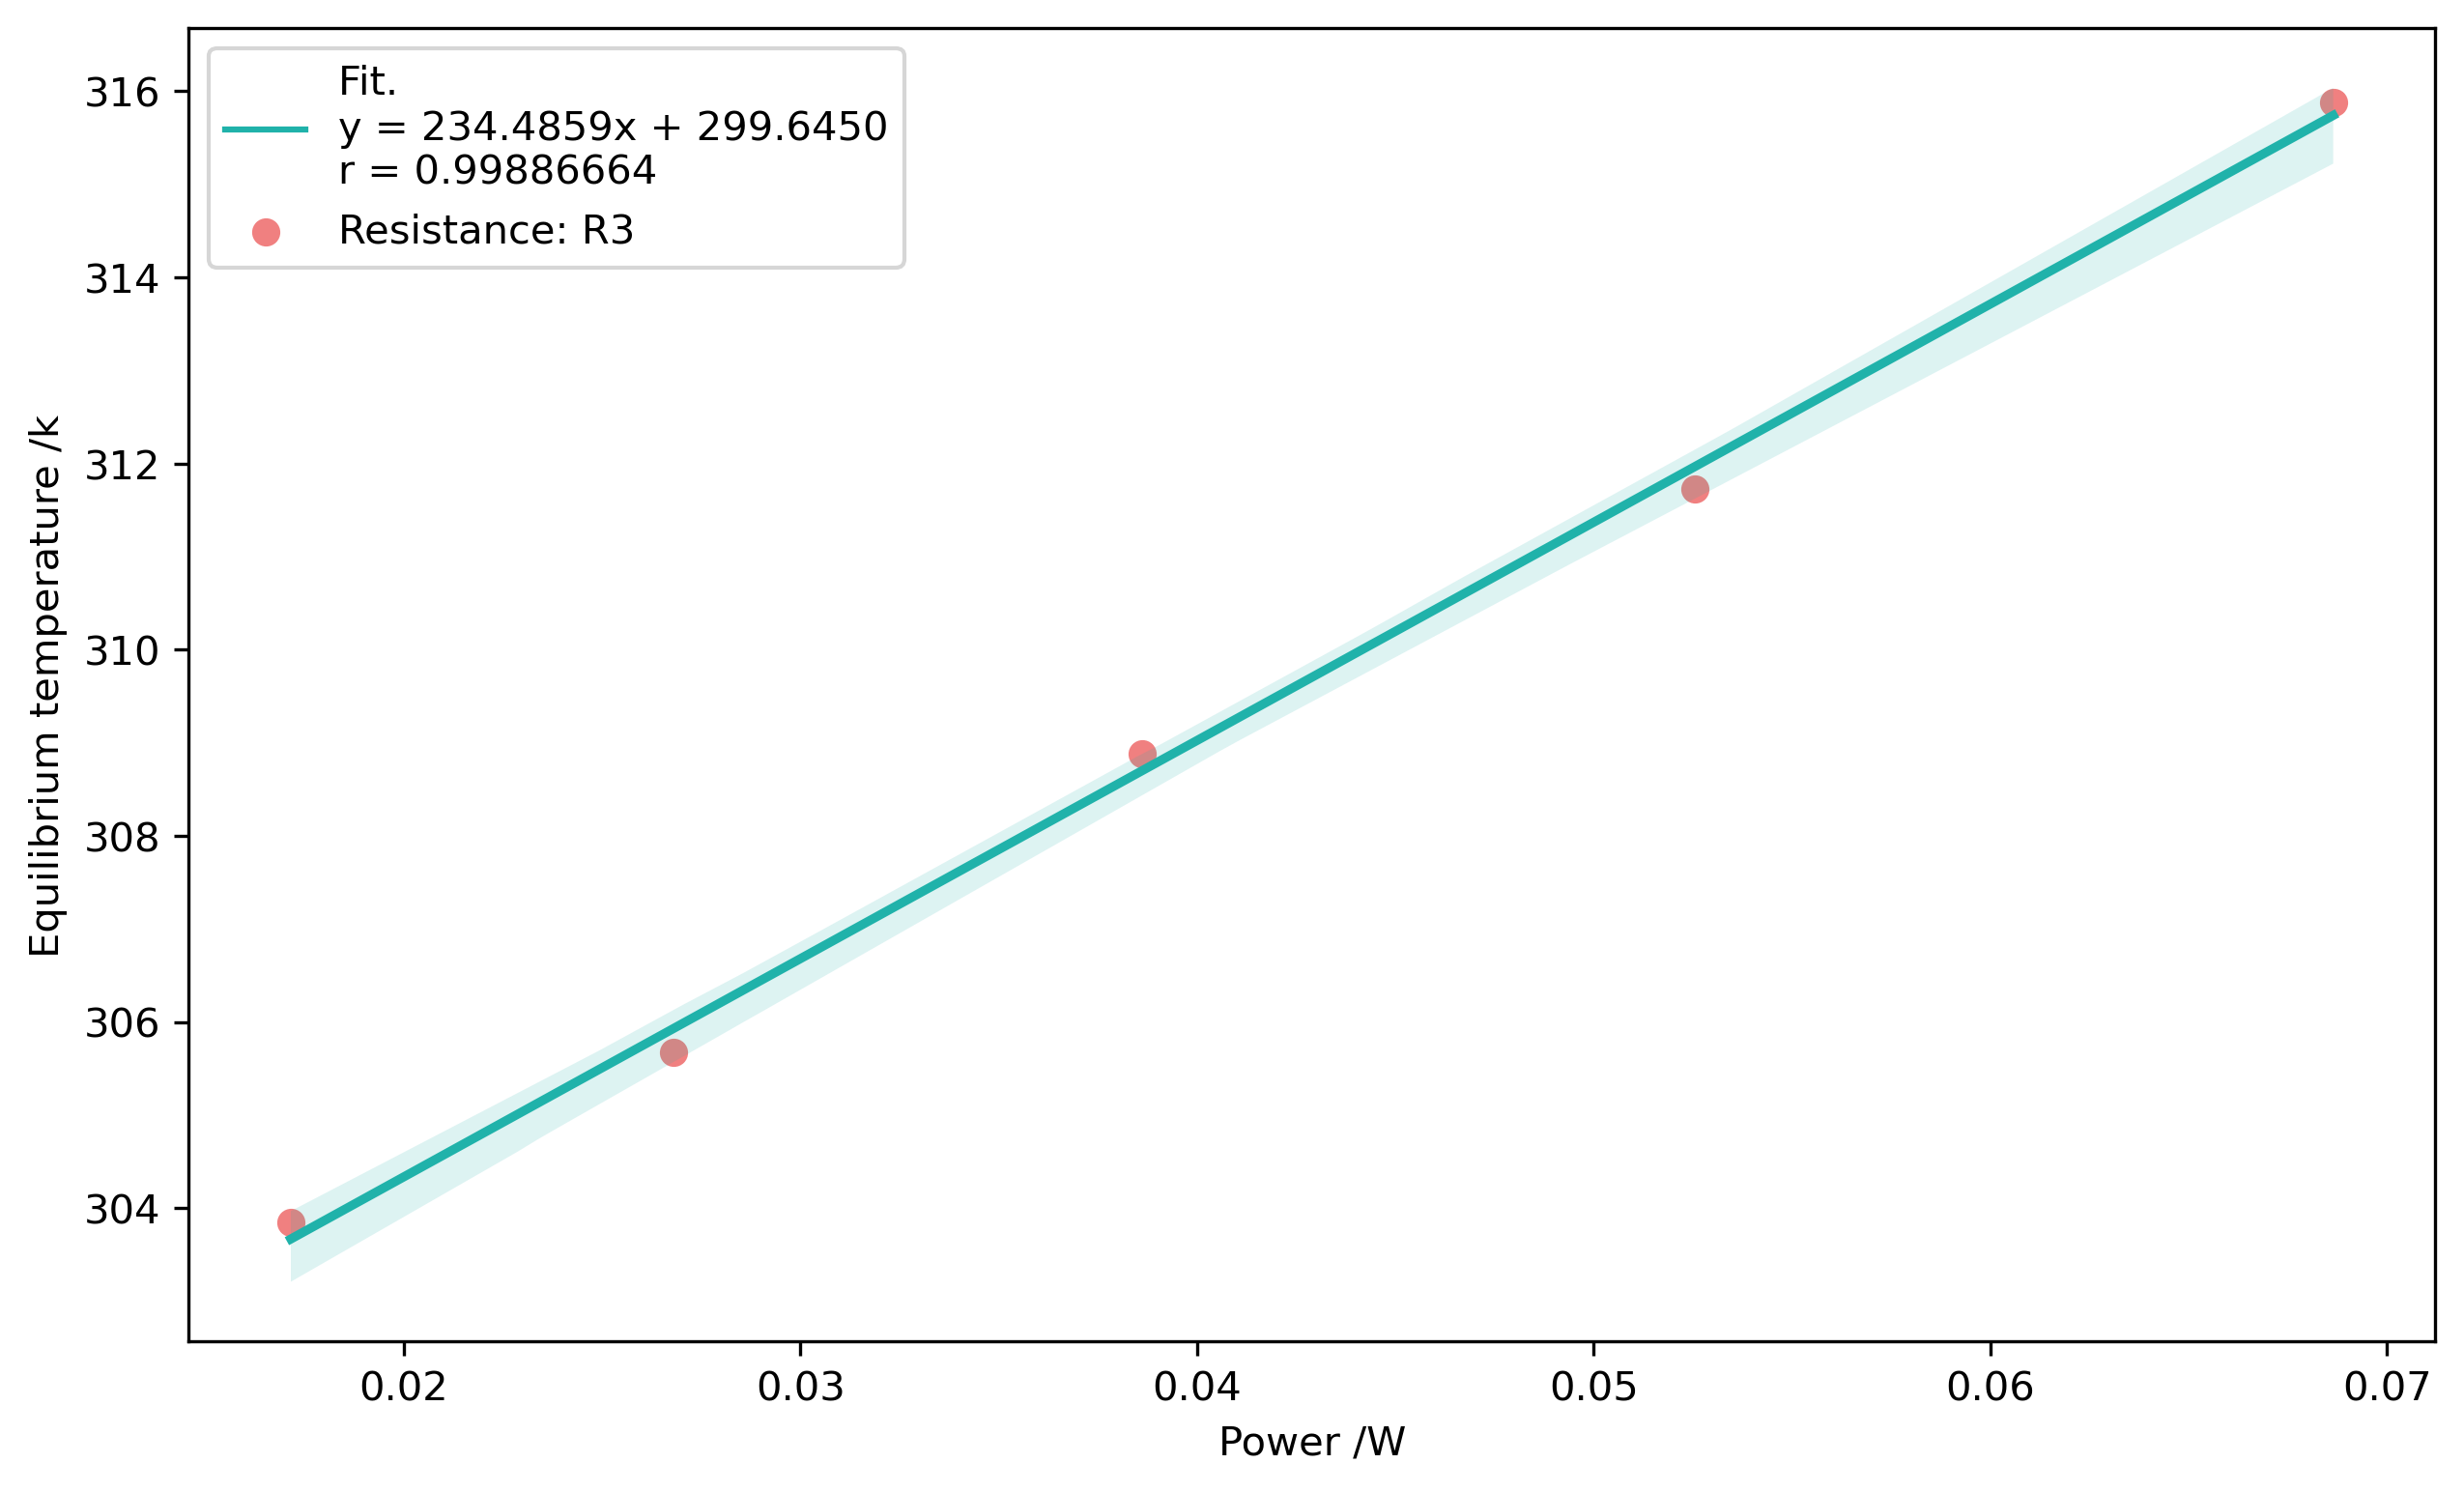 Fit.
y = 234.4859x + 299.6450
r = 0.99886664
Resistance: R3
316
314
312
310
308
306
304
Equilibrium temperature /k
0.02
0.03
0.04
0.05
0.06
0.07
Power /W